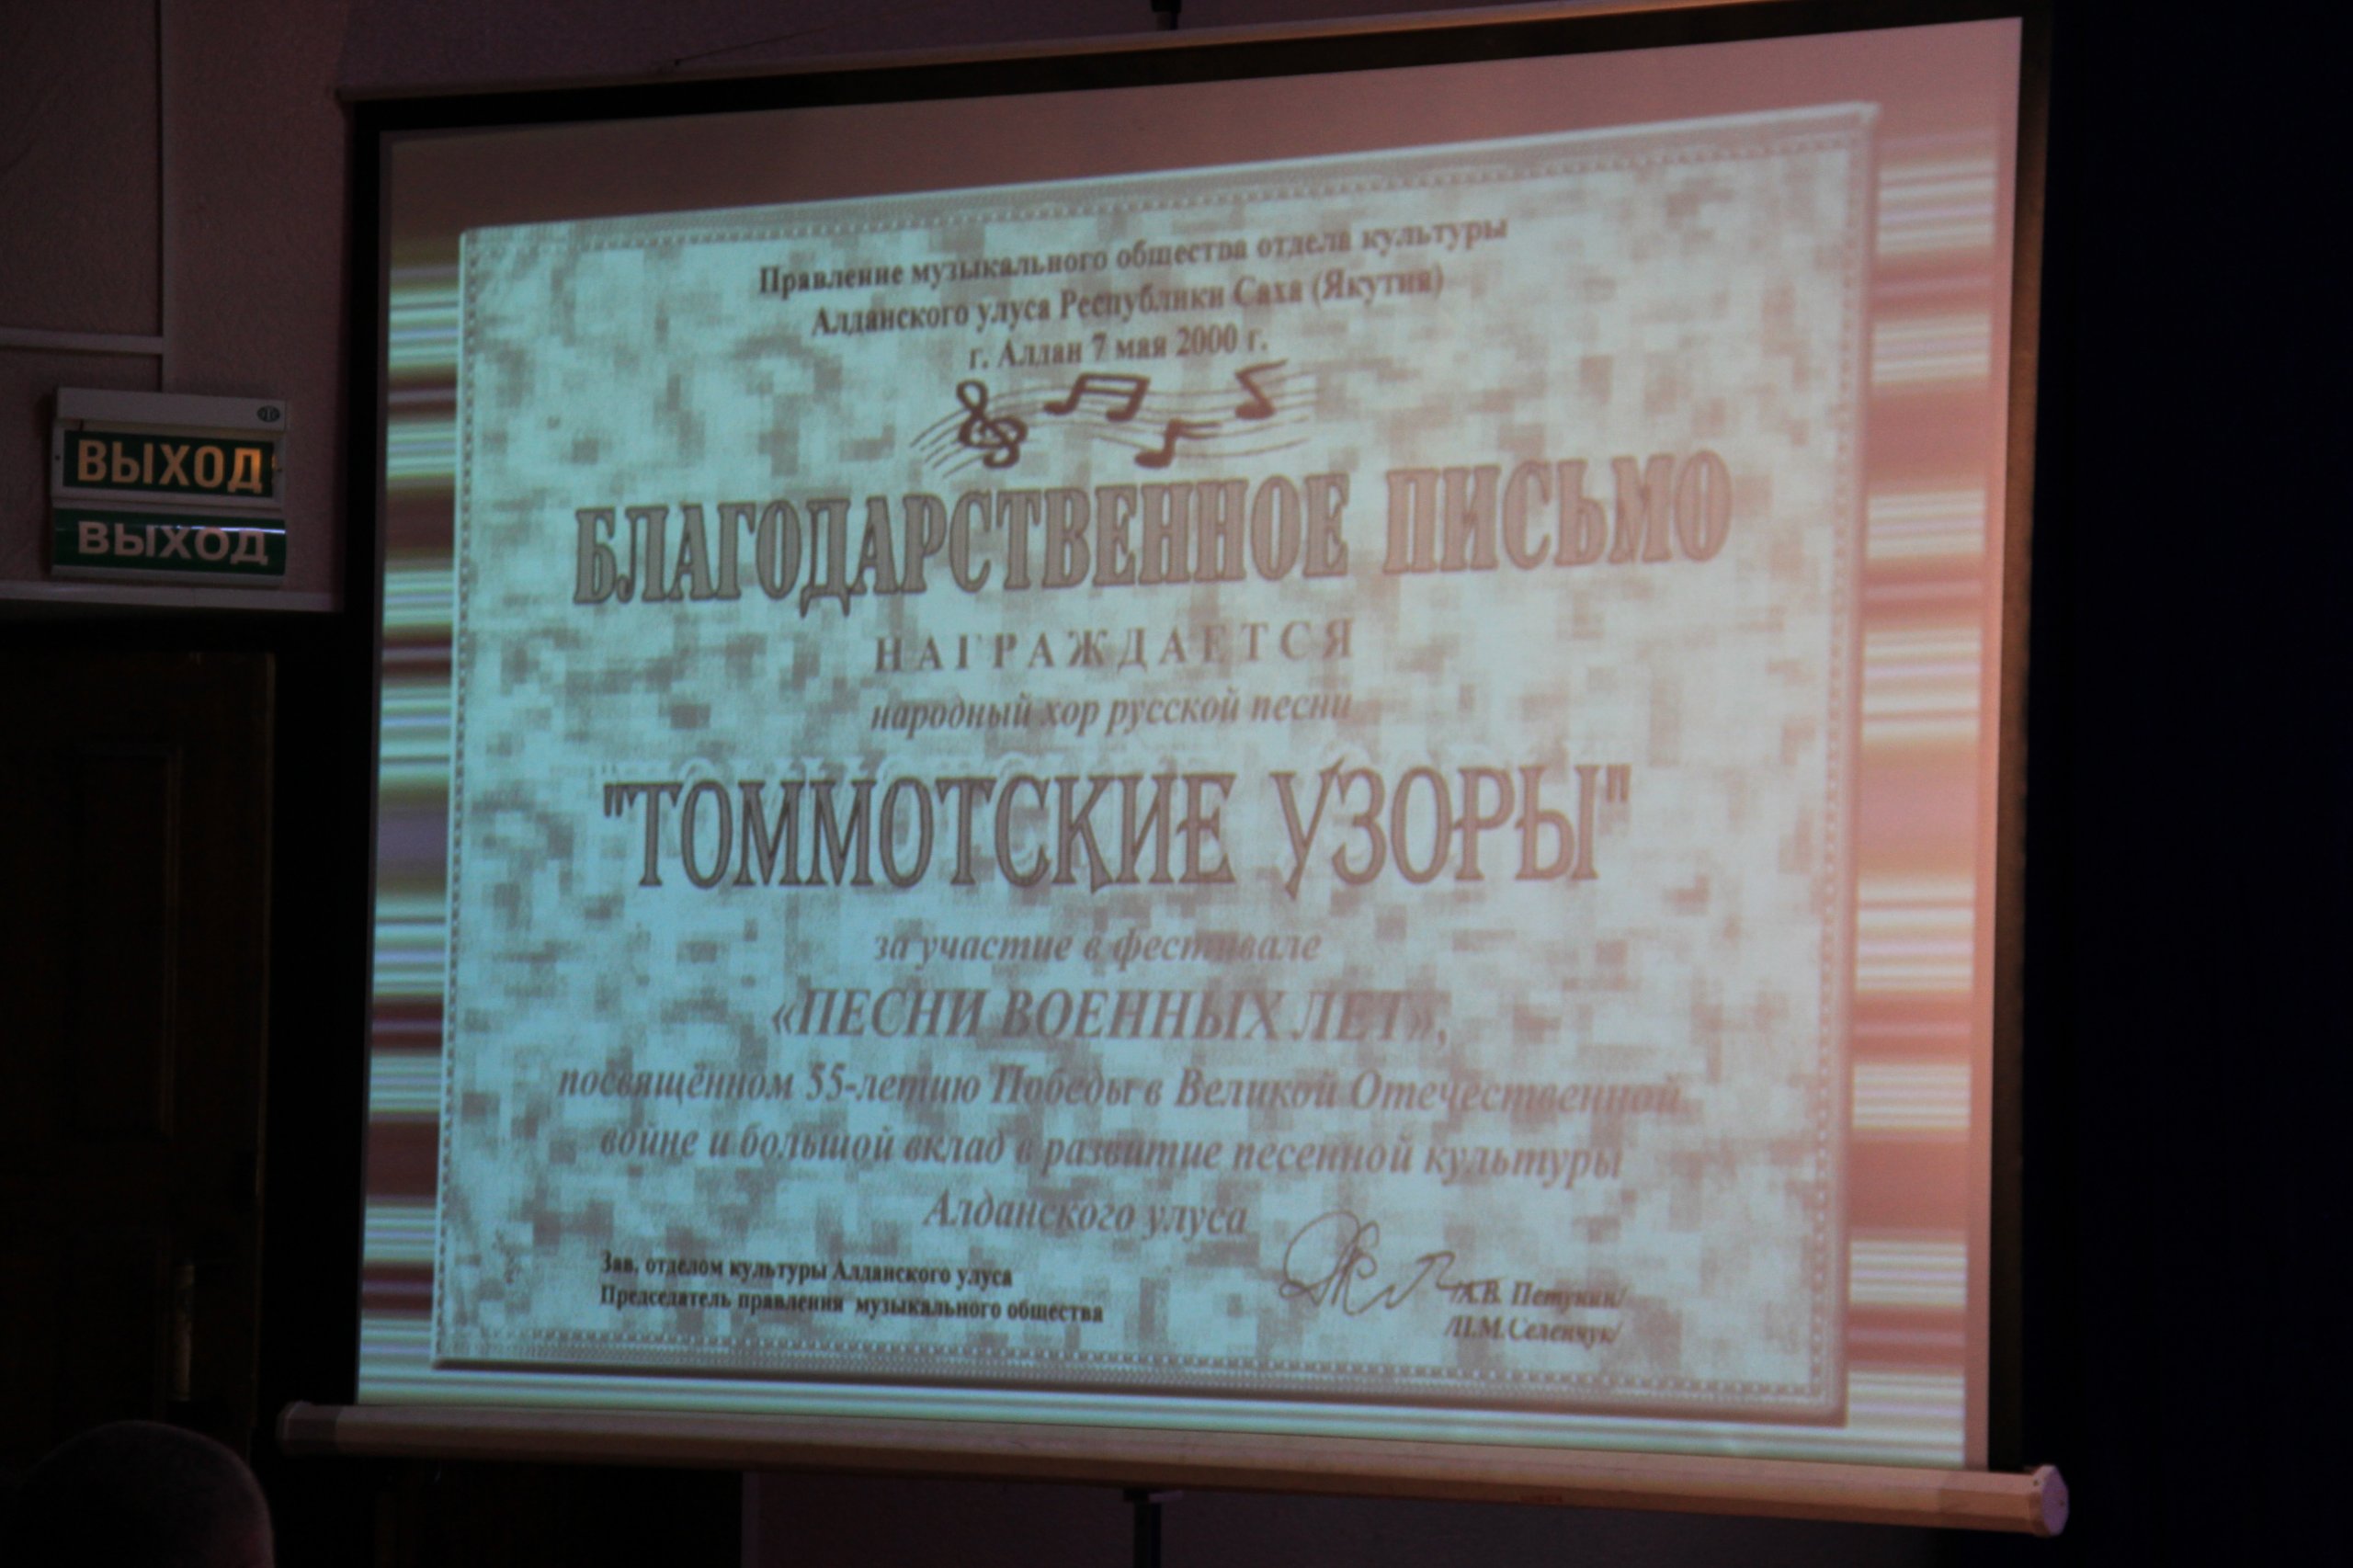 Правление музыкального общества отдела культуры
Алданского улуса Республики Саха (Якутия)
г. Алдан 7 мая 2000 г.
БЛАГОДАРСТВЕННОЕ ПИСЬМО
НАГРАЖДАЕТСЯ
народный хор русской песни
"ТОММОТСКИЕ УЗОРЫ"
за участие в фестивале
«ПЕСНИ ВОЕННЫХ ЛЕТ»,
посвящённом 55-летию Победы в Великой Отечественной
войне и большой вклад в развитие песенной культуры
Алданского улуса
Зав. отделом культуры Алданского улуса
/А.В. Петукин/
Председатель правления музыкального общества
/П.М.Селенчук/
ВЫХОД
ВЫХОД